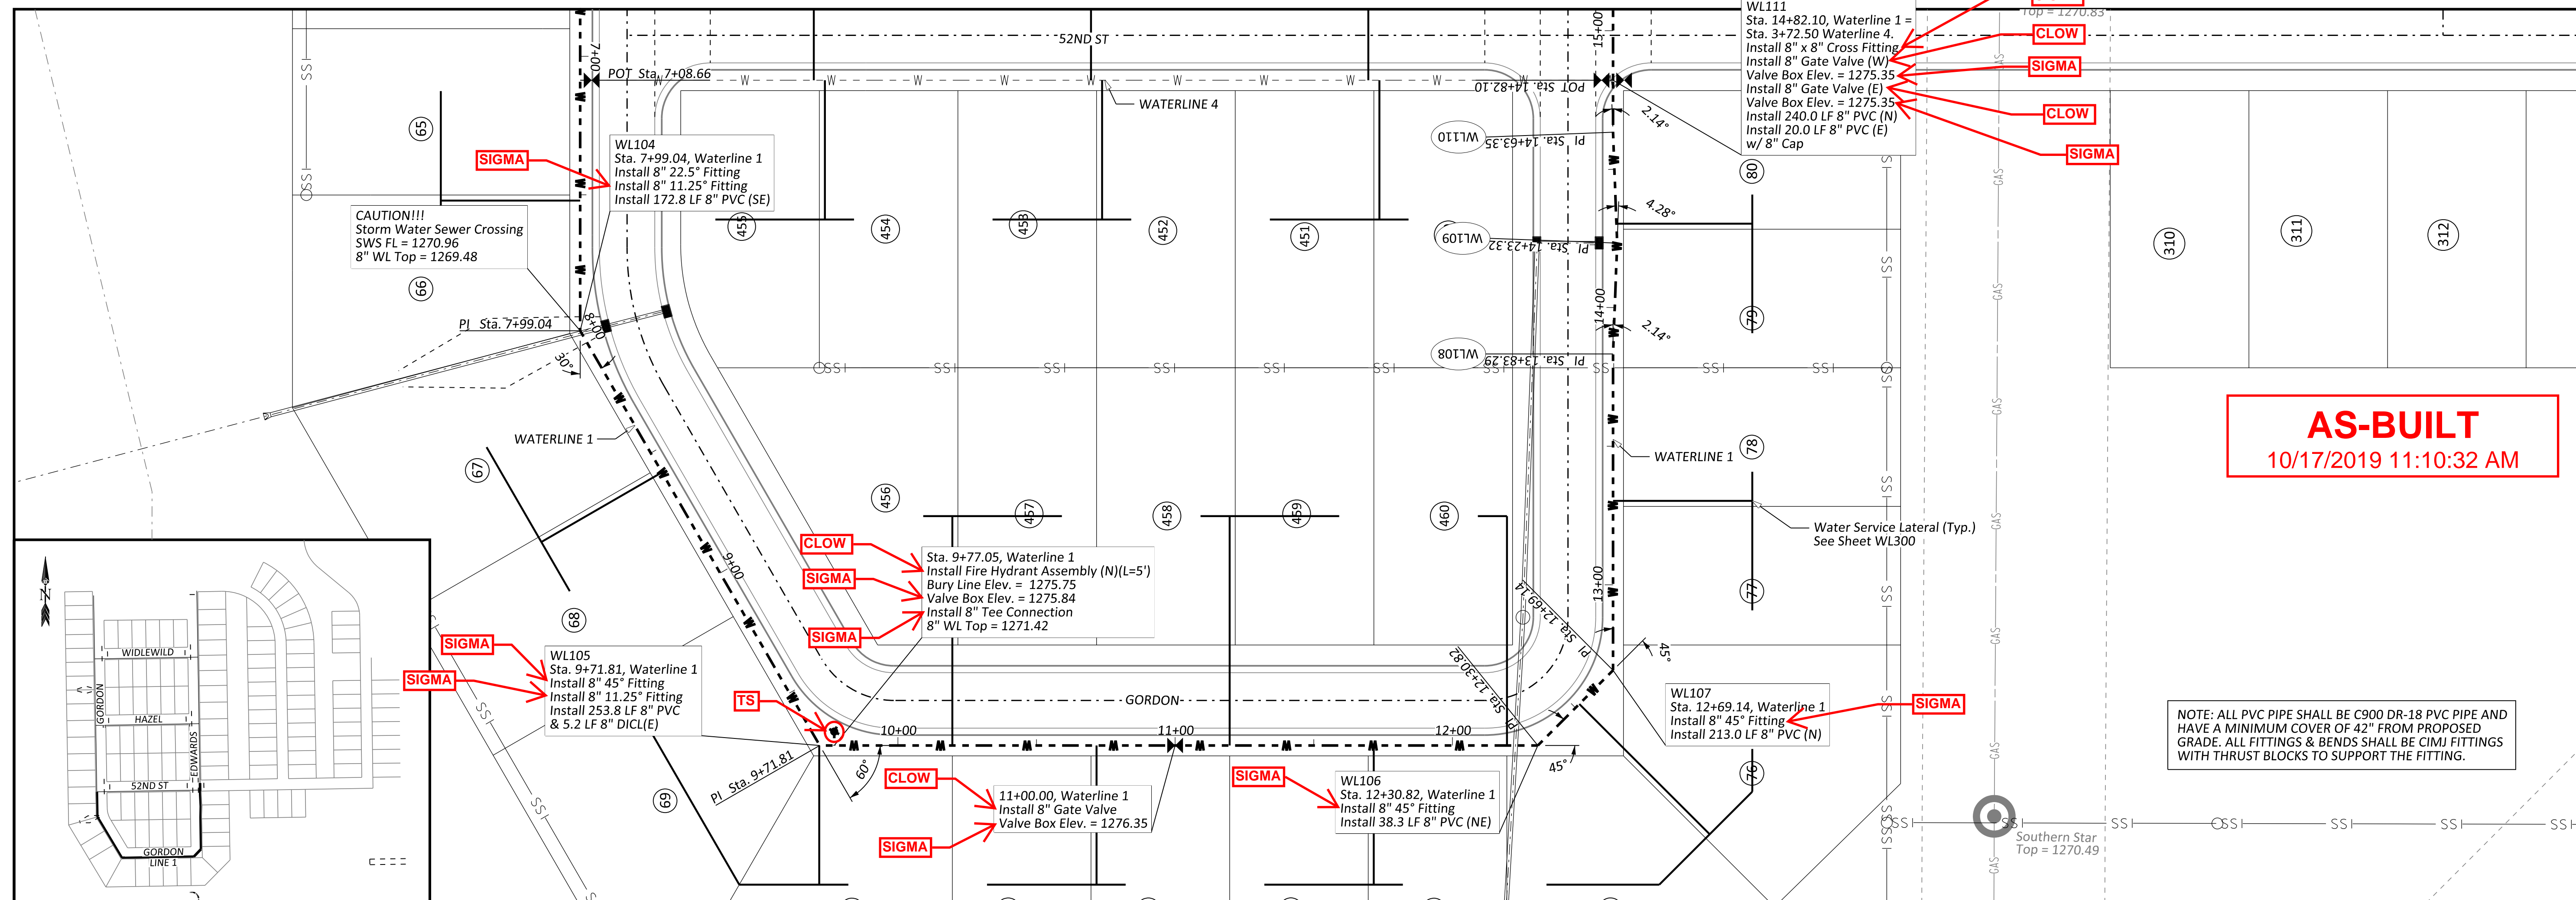 WL111
Sta. 14+82.10, Waterline 1 =
Sta. 3+72.50 Waterline 4.
Install 8" x 8" Cross Fitting
Install 8" Gate Valve (W)
Valve Box Elev. = 1275.35
Install 8" Gate Valve (E)
Valve Box Elev. = 1275.35
Install 240.0 LF 8" PVC (N)
Install 20.0 LF 8" PVC (E)
w/ 8" Cap
CLOW
SIGMA
CLOW
SIGMA
Top = 1270.83
52ND ST
7+00
15+00
POT Sta. 7+08.66
POT Sta. 14+82.10
WATERLINE 4
65
SIGMA
WL104
Sta. 7+99.04, Waterline 1
Install 8" 22.5° Fitting
Install 8" 11.25° Fitting
Install 172.8 LF 8" PVC (SE)
CAUTION!!!
Storm Water Sewer Crossing
SWS FL = 1270.96
8" WL Top = 1269.48
66
PI Sta. 7+99.04
8+00
30°
455
454
453
452
451
WL110
PI Sta. 14+63.35
2.14°
WL109
PI Sta. 14+23.32
4.28°
80
79
14+00
WL108
PI Sta. 13+83.29
2.14°
310
311
312
AS-BUILT
10/17/2019 11:10:32 AM
WATERLINE 1
WATERLINE 1
67
78
456
457
458
459
460
Water Service Lateral (Typ.)
See Sheet WL300
9+00
13+00
77
68
CLOW
SIGMA
SIGMA
Sta. 9+77.05, Waterline 1
Install Fire Hydrant Assembly (N)(L=5')
Bury Line Elev. = 1275.75
Valve Box Elev. = 1275.84
Install 8" Tee Connection
8" WL Top = 1271.42
SIGMA
SIGMA
WL105
Sta. 9+71.81, Waterline 1
Install 8" 45° Fitting
Install 8" 11.25° Fitting
Install 253.8 LF 8" PVC
& 5.2 LF 8" DICL(E)
TS
PI Sta. 9+71.81
60°
10+00
11+00
12+00
GORDON
PI Sta. 12+30.82
PI Sta. 12+69.14
45°
45°
WL107
Sta. 12+69.14, Waterline 1
Install 8" 45° Fitting
Install 213.0 LF 8" PVC (N)
SIGMA
76
69
CLOW
SIGMA
11+00.00, Waterline 1
Install 8" Gate Valve
Valve Box Elev. = 1276.35
SIGMA
WL106
Sta. 12+30.82, Waterline 1
Install 8" 45° Fitting
Install 38.3 LF 8" PVC (NE)
NOTE: ALL PVC PIPE SHALL BE C900 DR-18 PVC PIPE AND
HAVE A MINIMUM COVER OF 42" FROM PROPOSED
GRADE. ALL FITTINGS & BENDS SHALL BE CIMJ FITTINGS
WITH THRUST BLOCKS TO SUPPORT THE FITTING.
Southern Star
Top = 1270.49
N
WIDLEWILD
GORDON
HAZEL
EDWARDS
52ND ST
GORDON
LINE 1